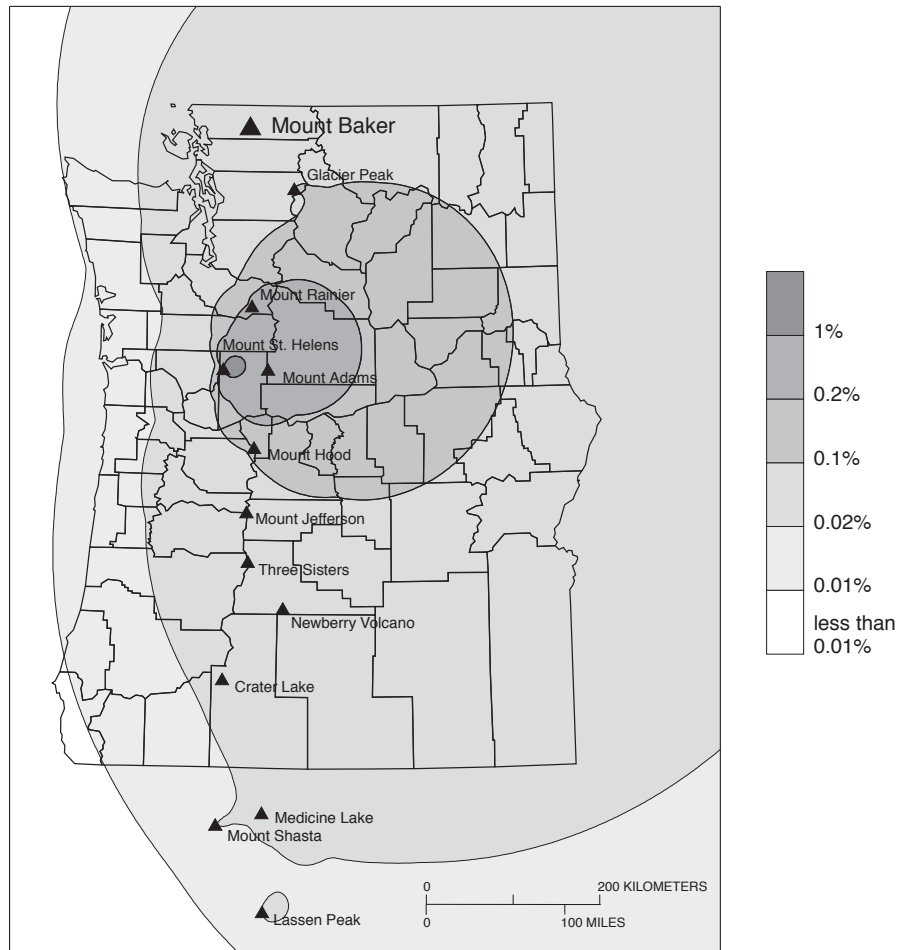 Mount Baker
Glacier Peak
Mount Rainier
Mount St. Helens
Mount Adams
Mount Hood
Mount Jefferson
Three Sisters
Newberry Volcano
Crater Lake
Medicine Lake
Mount Shasta
Lassen Peak
0 200 KILOMETERS
0 100 MILES
1%
0.2%
0.1%
0.02%
0.01%
less than
0.01%